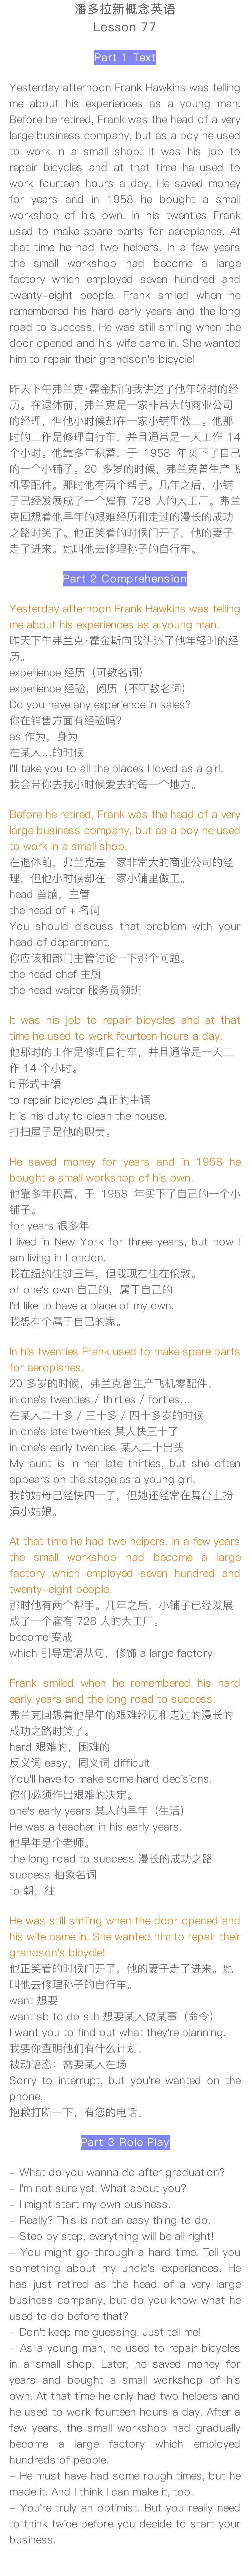 潘多拉新概念英语
Lesson 77
Part 1 Text
Yesterday afternoon Frank Hawkins was telling
me about his experiences as a young man.
Before he retired, Frank was the head of a very
large business company, but as a boy he used
to work in a small shop. It was his job to
repair bicycles and at that time he used to
work fourteen hours a day. He saved money
for years and in 1958 he bought a small
workshop of his own. In his twenties Frank
used to make spare parts for aeroplanes. At
that time he had two helpers. In a few years
the small workshop had become a large
factory which employed seven hundred and
twenty-eight people. Frank smiled when he
remembered his hard early years and the long
road to success. He was still smiling when the
door opened and his wife came in. She wanted
him to repair their grandson's bicycle!
昨天下午弗兰克·霍金斯向我讲述了他年轻时的经
历。在退休前，弗兰克是一家非常大的商业公司
的经理，但他小时候却在一家小铺里做工。他那
时的工作是修理自行车，并且通常是一天工作 14
个小时。他靠多年积蓄，于 1958 年买下了自己
的一个小铺子。20 多岁的时候，弗兰克曾生产飞
机零配件。那时他有两个帮手。几年之后，小铺
子已经发展成了一个雇有 728 人的大工厂。弗兰
克回想着他早年的艰难经历和走过的漫长的成功
之路时笑了。他正笑着的时候门开了，他的妻子
走了进来。她叫他去修理孙子的自行车。
Part 2 Comprehension
Yesterday afternoon Frank Hawkins was telling
me about his experiences as a young man.
昨天下午弗兰克·霍金斯向我讲述了他年轻时的经
历。
experience 经历（可数名词）
experience 经验，阅历（不可数名词）
Do you have any experience in sales?
你在销售方面有经验吗?
as 作为，身为
在某人...的时候
I'll take you to all the places I loved as a girl.
我会带你去我小时候爱去的每一个地方。
Before he retired, Frank was the head of a very
large business company, but as a boy he used
to work in a small shop.
在退休前，弗兰克是一家非常大的商业公司的经
理，但他小时候却在一家小铺里做工。
head 首脑，主管
the head of + 名词
You should discuss that problem with your
head of department.
你应该和部门主管讨论一下那个问题。
the head chef 主厨
the head waiter 服务员领班
It was his job to repair bicycles and at that
time he used to work fourteen hours a day.
他那时的工作是修理自行车，并且通常是一天工
作 14 个小时。
it 形式主语
to repair bicycles 真正的主语
It is his duty to clean the house.
打扫屋子是他的职责。
He saved money for years and in 1958 he
bought a small workshop of his own.
他靠多年积蓄，于 1958 年买下了自己的一个小
铺子。
for years 很多年
I lived in New York for three years, but now I
am living in London.
我在纽约住过三年，但我现在住在伦敦。
of one's own 自己的，属于自己的
I'd like to have a place of my own.
我想有个属于自己的家。
In his twenties Frank used to make spare parts
for aeroplanes.
20 多岁的时候，弗兰克曾生产飞机零配件。
in one's twenties / thirties / forties...
在某人二十多 / 三十多 / 四十多岁的时候
in one's late twenties 某人快三十了
in one's early twenties 某人二十出头
My aunt is in her late thirties, but she often
appears on the stage as a young girl.
我的姑母已经快四十了，但她还经常在舞台上扮
演小姑娘。
At that time he had two helpers. In a few years
the small workshop had become a large
factory which employed seven hundred and
twenty-eight people.
那时他有两个帮手。几年之后，小铺子已经发展
成了一个雇有 728 人的大工厂。
become 变成
which 引导定语从句，修饰 a large factory
Frank smiled when he remembered his hard
early years and the long road to success.
弗兰克回想着他早年的艰难经历和走过的漫长的
成功之路时笑了。
hard 艰难的，困难的
反义词 easy，同义词 difficult
You'll have to make some hard decisions.
你们必须作出艰难的决定。
one's early years 某人的早年（生活）
He was a teacher in his early years.
他早年是个老师。
the long road to success 漫长的成功之路
success 抽象名词
to 朝，往
He was still smiling when the door opened and
his wife came in. She wanted him to repair their
grandson's bicycle!
他正笑着的时候门开了，他的妻子走了进来。她
叫他去修理孙子的自行车。
want 想要
want sb to do sth 想要某人做某事（命令）
I want you to find out what they're planning.
我要你查明他们有什么计划。
被动语态：需要某人在场
Sorry to interrupt, but you're wanted on the
phone.
抱歉打断一下，有您的电话。
Part 3 Role Play
- What do you wanna do after graduation?
- I'm not sure yet. What about you?
- I might start my own business.
- Really? This is not an easy thing to do.
- Step by step, everything will be all right!
- You might go through a hard time. Tell you
something about my uncle's experiences. He
has just retired as the head of a very large
business company, but do you know what he
used to do before that?
- Don't keep me guessing. Just tell me!
- As a young man, he used to repair bicycles
in a small shop. Later, he saved money for
years and bought a small workshop of his
own. At that time he only had two helpers and
he used to work fourteen hours a day. After a
few years, the small workshop had gradually
become a large factory which employed
hundreds of people.
- He must have had some rough times, but he
made it. And I think I can make it, too.
- You're truly an optimist. But you really need
to think twice before you decide to start your
business.